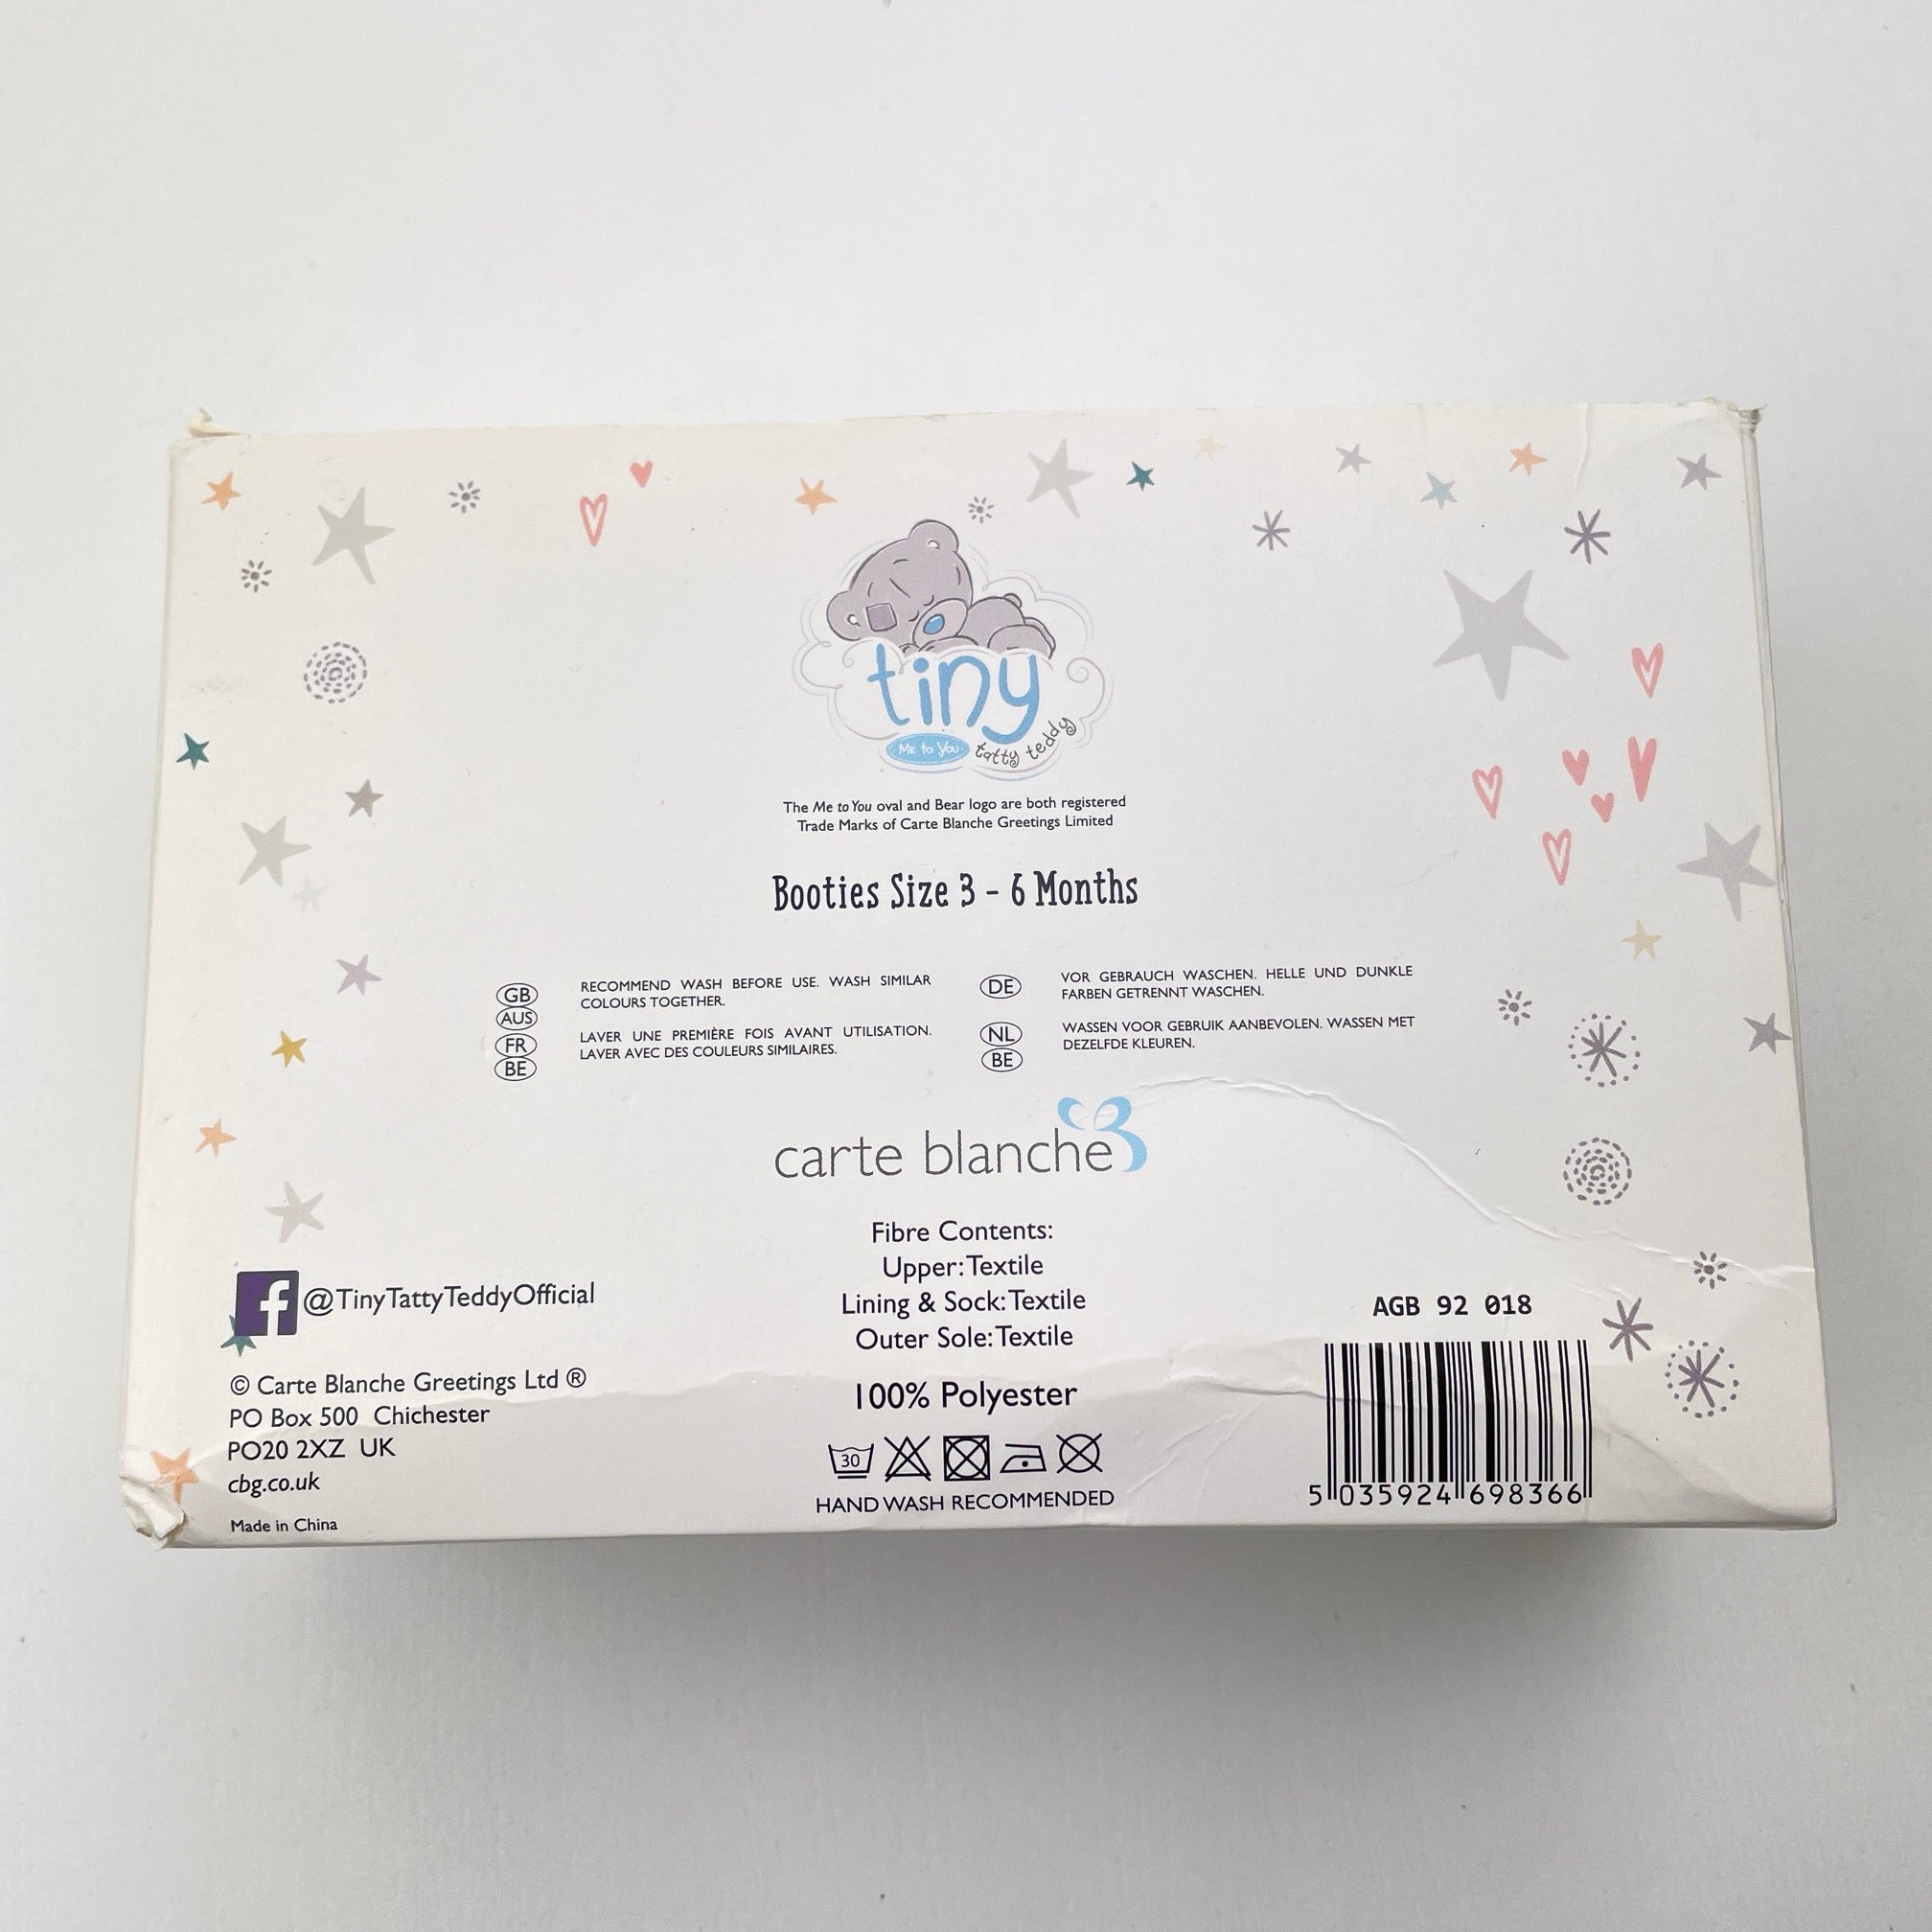 tiny
Me to You tatty teddy
The Me to You oval and Bear logo are both registered
Trade Marks of Carte Blanche Greetings Limited
Booties Size 3 - 6 Months
GB
AUS
RECOMMEND WASH BEFORE USE. WASH SIMILAR
COLOURS TOGETHER.
FR
BE
LAVER UNE PREMIÈRE FOIS AVANT UTILISATION.
LAVER AVEC DES COULEURS SIMILAIRES.
DE
VOR GEBRAUCH WASCHEN. HELLE UND DUNKLE
FARBEN GETRENNT WASCHEN.
NL
BE
WASSEN VOOR GEBRUIK AANBEVOLEN. WASSEN MET
DEZELFDE KLEUREN.
carte blanche
f @TinyTattyTeddyOfficial
© Carte Blanche Greetings Ltd ®
PO Box 500 Chichester
PO20 2XZ UK
cbg.co.uk
Made in China
Fibre Contents:
Upper: Textile
Lining & Sock: Textile
Outer Sole: Textile
100% Polyester
30
HAND WASH RECOMMENDED
AGB 92 018
5 035924 698366